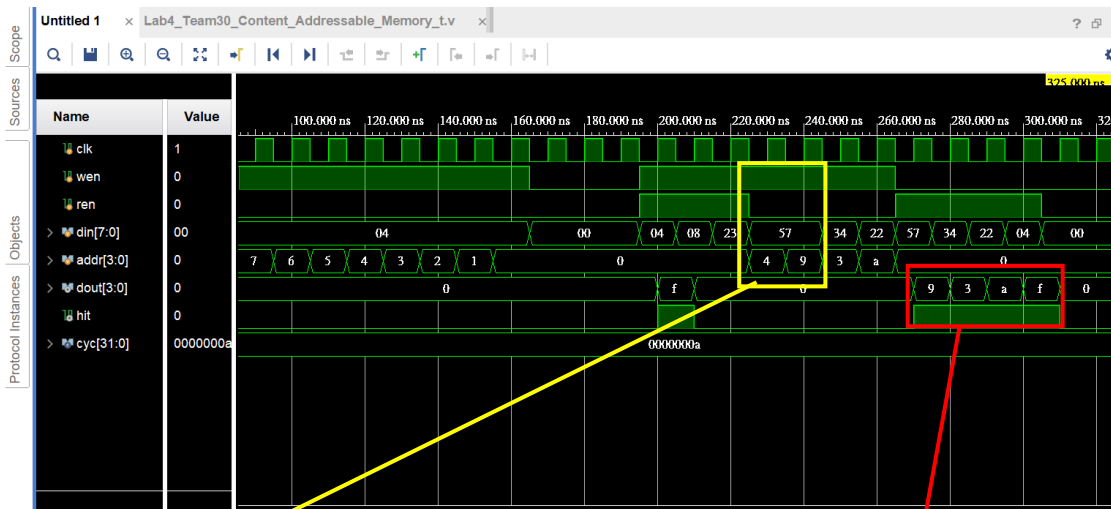 Untitled 1 × Lab4_Team30_Content_Addressable_Memory_t.v × ?
Scope
Sources
Objects
Protocol Instances
325.000 ns
Name Value
100.000 ns 120.000 ns 140.000 ns 160.000 ns 180.000 ns 200.000 ns 220.000 ns 240.000 ns 260.000 ns 280.000 ns 300.000 ns 32
clk 1
wen 0
ren 0
din[7:0] 00 04 00 04 08 23 57 34 22 57 34 22 04 00
addr[3:0] 0 7 6 5 4 3 2 1 0 4 9 3 a 0
dout[3:0] 0 0 f 0 9 3 a f 0
hit 0
cyc[31:0] 0000000a 0000000a